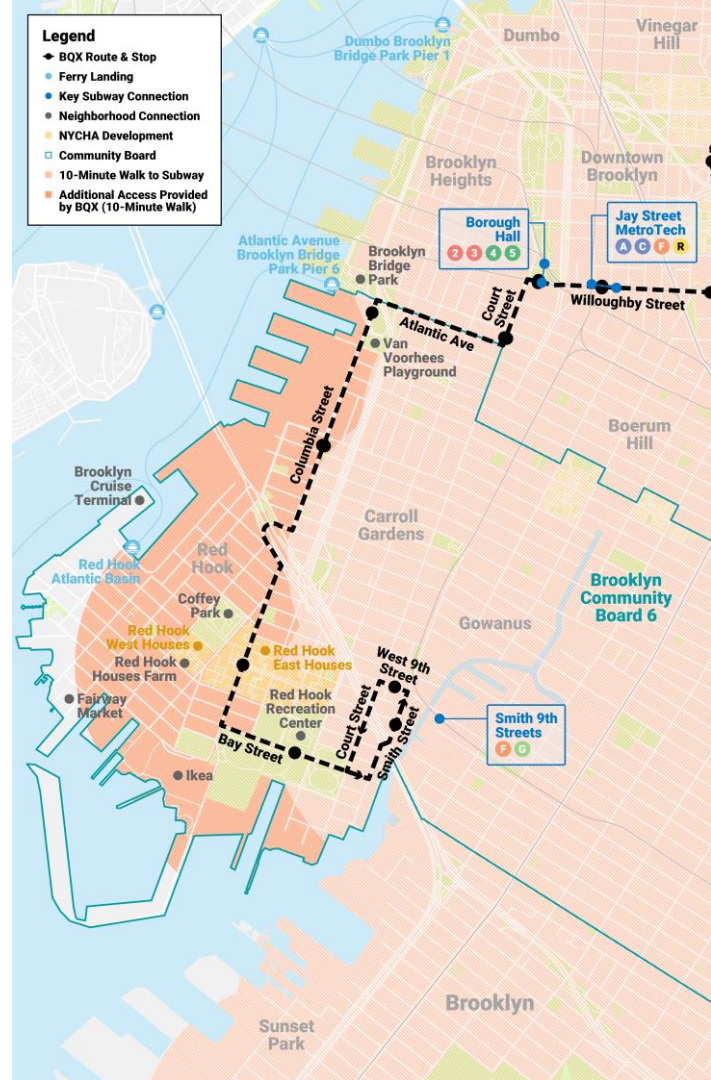 Legend
BQX Route & Stop
Ferry Landing
Key Subway Connection
Neighborhood Connection
NYCHA Development
Community Board
10-Minute Walk to Subway
Additional Access Provided
by BQX (10-Minute Walk)
Dumbo Brooklyn
Bridge Park Pier 1
Dumbo
Vinegar
Hill
Brooklyn
Heights
Downtown
Brooklyn
Borough
Hall
2 3 4 5
Jay Street
MetroTech
A C F R
Atlantic Avenue
Brooklyn Bridge
Park Pier 6
Brooklyn
Bridge
Park
Court
Street
Willoughby Street
Atlantic Ave
Van
Voorhees
Playground
Columbia Street
Boerum
Hill
Brooklyn
Cruise
Terminal
Carroll
Gardens
Red Hook
Atlantic Basin
Red
Hook
Brooklyn
Community
Board 6
Coffey
Park
Gowanus
Red Hook
West Houses
Red Hook
East Houses
Red Hook
Houses Farm
West 9th
Street
Fairway
Market
Red Hook
Recreation
Center
Court Street
Smith Street
Smith 9th
Streets
F G
Bay Street
Ikea
Brooklyn
Sunset
Park